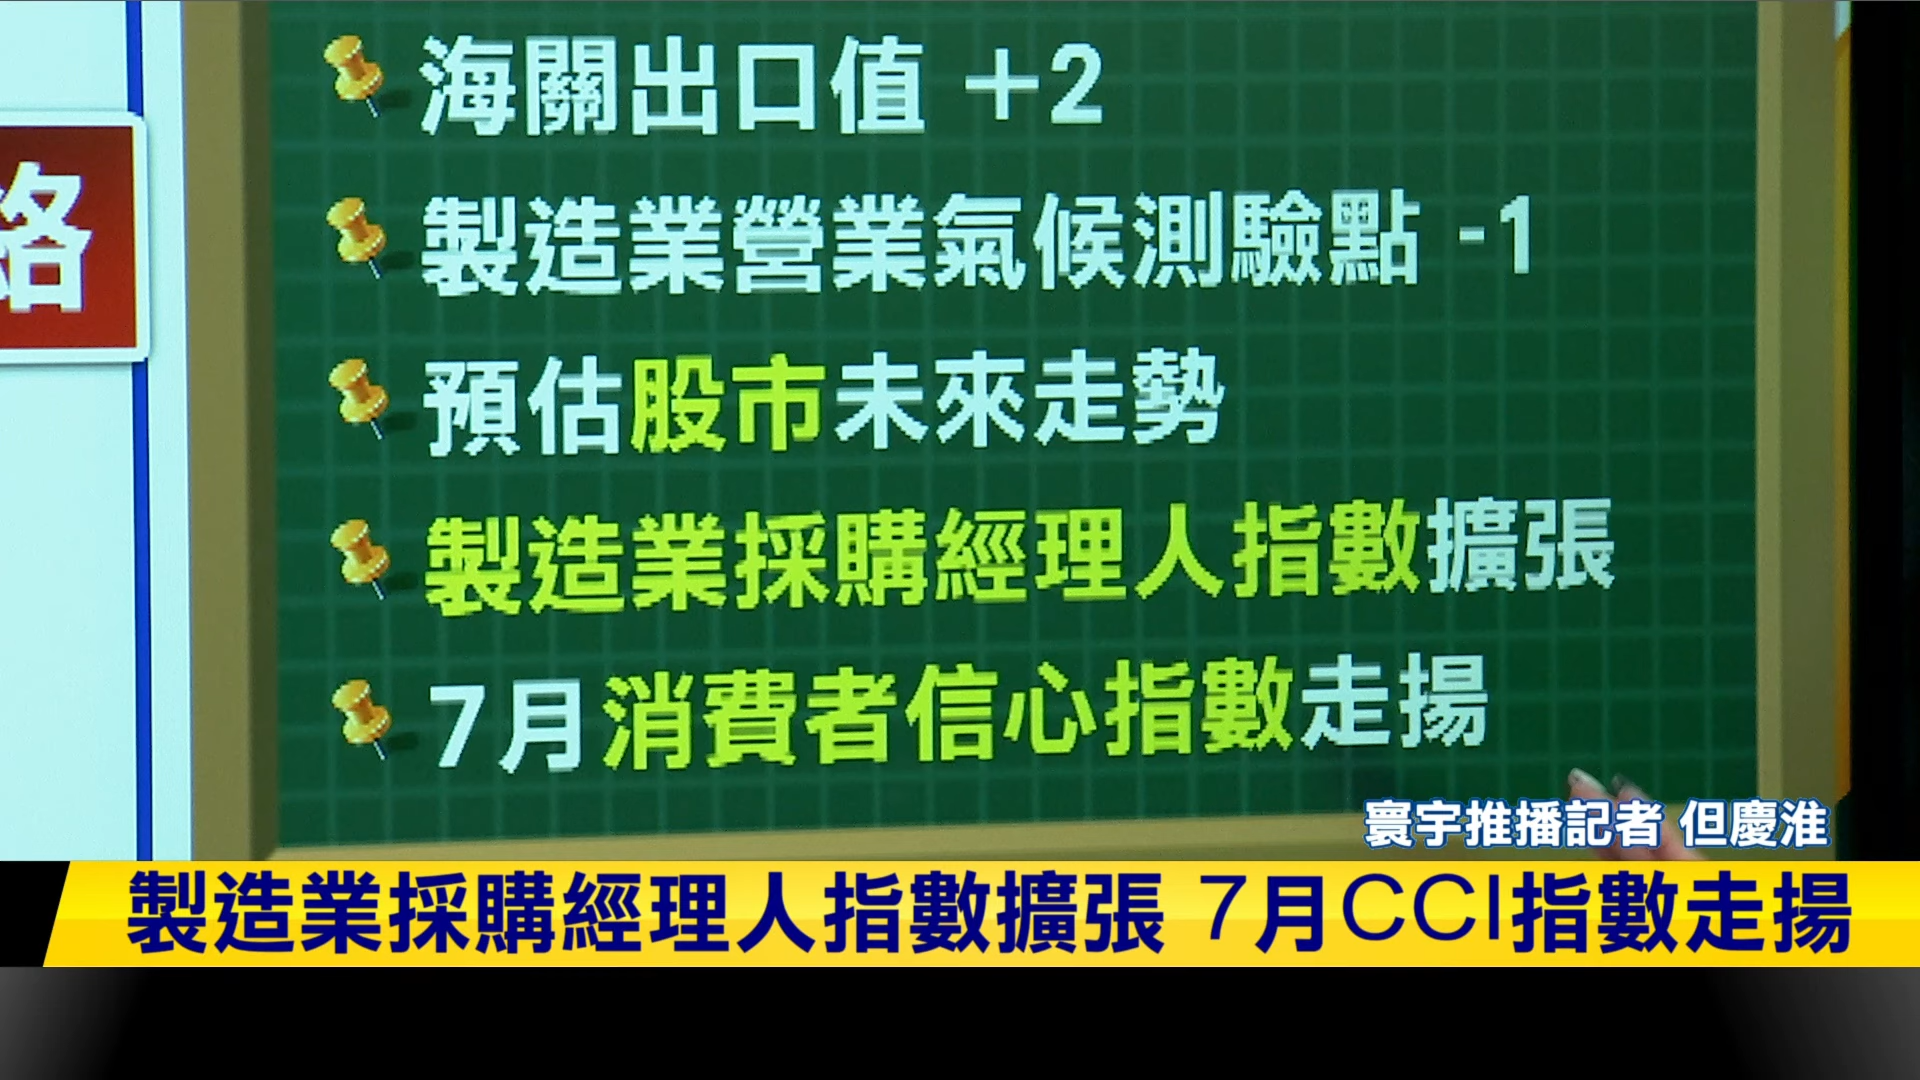 海關出口值 +2
製造業營業氣候測驗點 -1
絡
預估股市未來走勢
製造業採購經理人指數擴張
7月消費者信心指數走揚
寰宇推播記者 但慶淮
製造業採購經理人指數擴張 7月CCI指數走揚